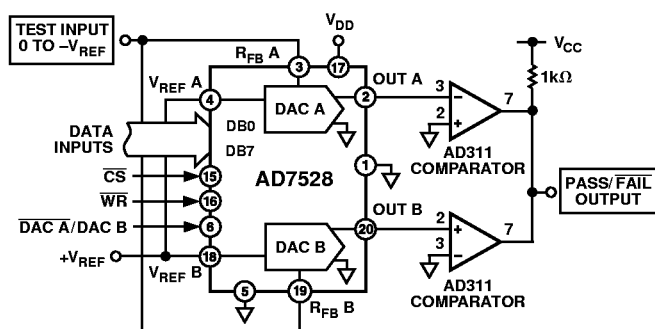 TEST INPUT
0 TO –VREF
VDD
VCC
RFB A
3
17
1kΩ
VREF A
4
DAC A
2
OUT A
3
–
7
2
+
DATA
INPUTS
DB0
DB7
AD311
COMPARATOR
1
CS
15
AD7528
WR
16
PASS/FAIL
OUTPUT
DAC A/DAC B
6
OUT B
20
2
+
7
3
–
DAC B
+VREF
18
VREF B
5
19
RFB B
AD311
COMPARATOR